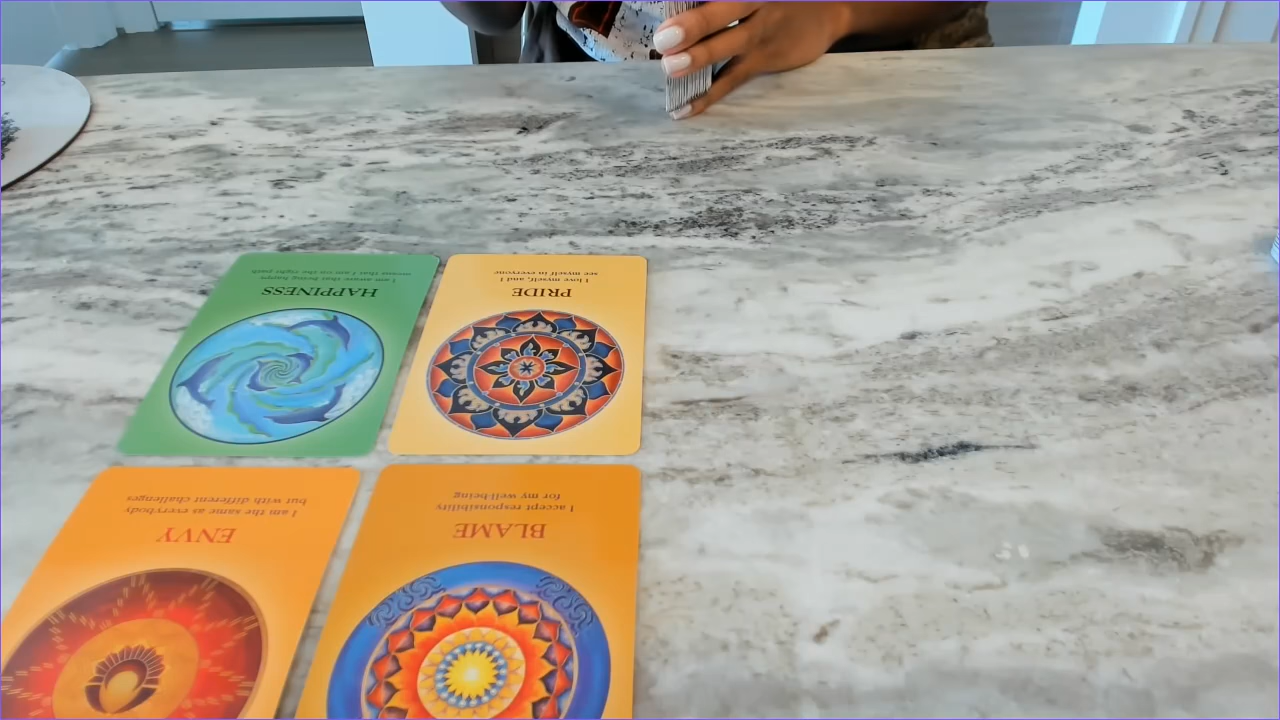 HAPPINESS
I am aware that being happy
means that I am on the right path
PRIDE
I love myself, and I
see myself in everyone
ENVY
I am the same as everybody
but with different challenges
BLAME
I accept responsibility
for my well-being